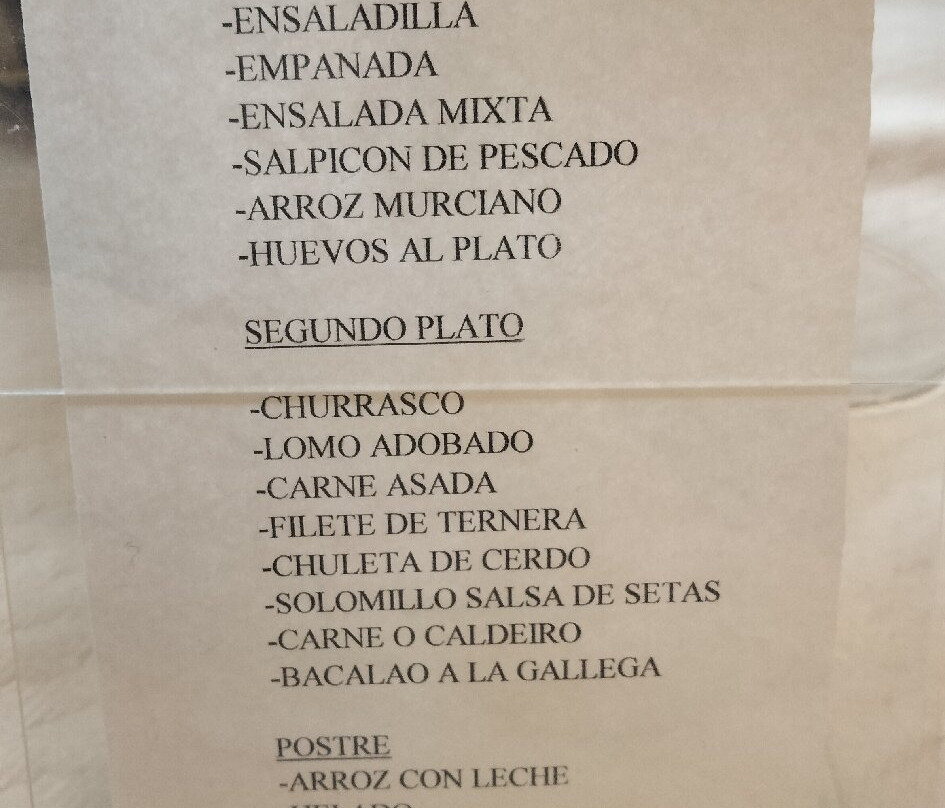 -ENSALADILLA
-EMPANADA
-ENSALADA MIXTA
-SALPICON DE PESCADO
-ARROZ MURCIANO
-HUEVOS AL PLATO
SEGUNDO PLATO
-CHURRASCO
-LOMO ADOBADO
-CARNE ASADA
-FILETE DE TERNERA
-CHULETA DE CERDO
-SOLOMILLO SALSA DE SETAS
-CARNE O CALDEIRO
-BACALAO A LA GALLEGA
POSTRE
-ARROZ CON LECHE